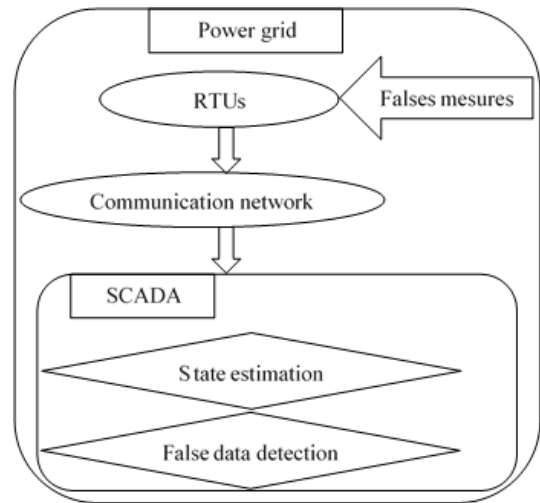 Power grid
RTUs
Falses mesures
Communication network
SCADA
State estimation
False data detection